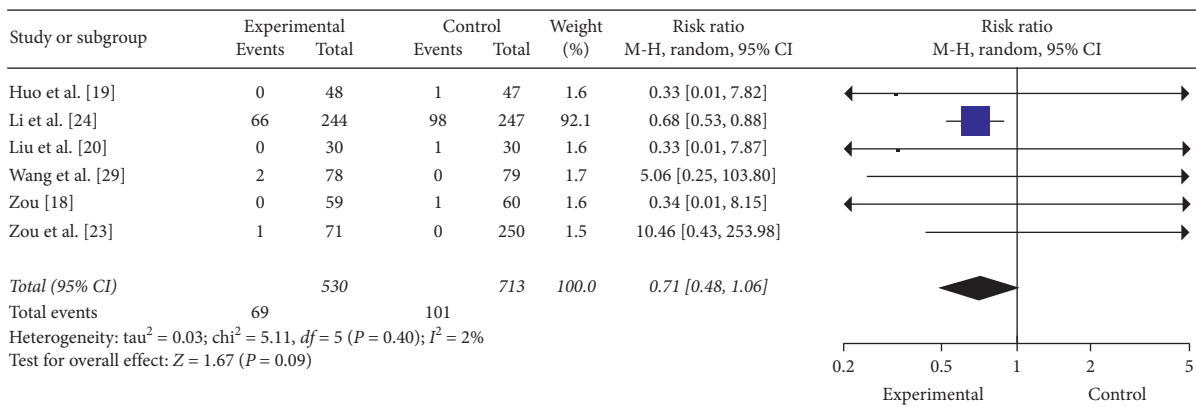 Study or subgroup Experimental Control Weight Risk ratio Risk ratio
Events Total Events Total (%) M-H, random, 95% CI M-H, random, 95% CI
Huo et al. [19] 0 48 1 47 1.6 0.33 [0.01, 7.82]
Li et al. [24] 66 244 98 247 92.1 0.68 [0.53, 0.88]
Liu et al. [20] 0 30 1 30 1.6 0.33 [0.01, 7.87]
Wang et al. [29] 2 78 0 79 1.7 5.06 [0.25, 103.80]
Zou [18] 0 59 1 60 1.6 0.34 [0.01, 8.15]
Zou et al. [23] 1 71 0 250 1.5 10.46 [0.43, 253.98]
Total (95% CI) 530 713 100.0 0.71 [0.48, 1.06]
Total events 69 101
Heterogeneity: tau² = 0.03; chi² = 5.11, df = 5 (P = 0.40); I² = 2%
Test for overall effect: Z = 1.67 (P = 0.09)
0.2 0.5 1 2 5
Experimental Control